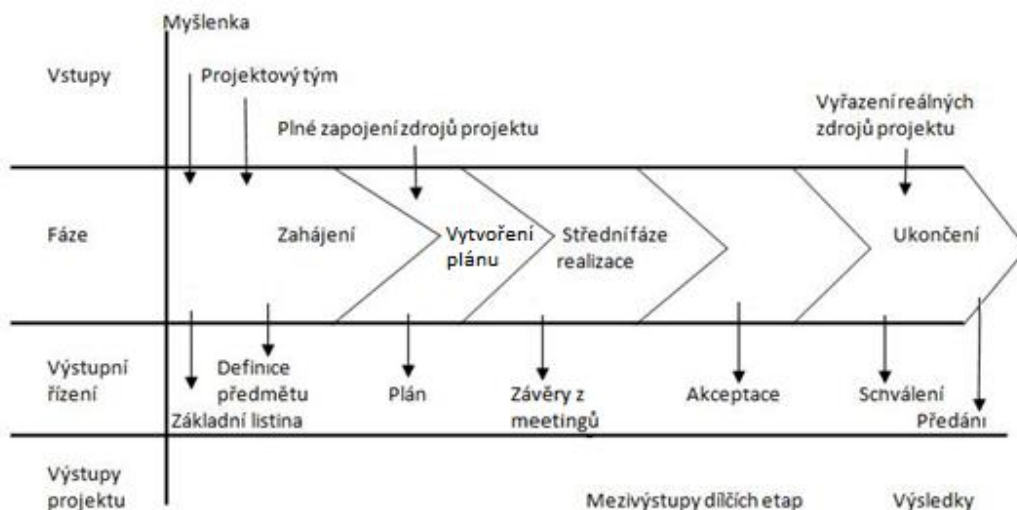 Myšlenka
Vstupy
Projektový tým
Plné zapojení zdrojů projektu
Vyřazení reálných
zdrojů projektu
Fáze
Zahájení
Vytvoření
plánu
Střední fáze
realizace
Ukončení
Výstupní
řízení
Definice
předmětu
Základní listina
Plán
Závěry z
meetingů
Akceptace
Schválení
Předání
Výstupy
projektu
Mezivýstupy dílčích etap
Výsledky